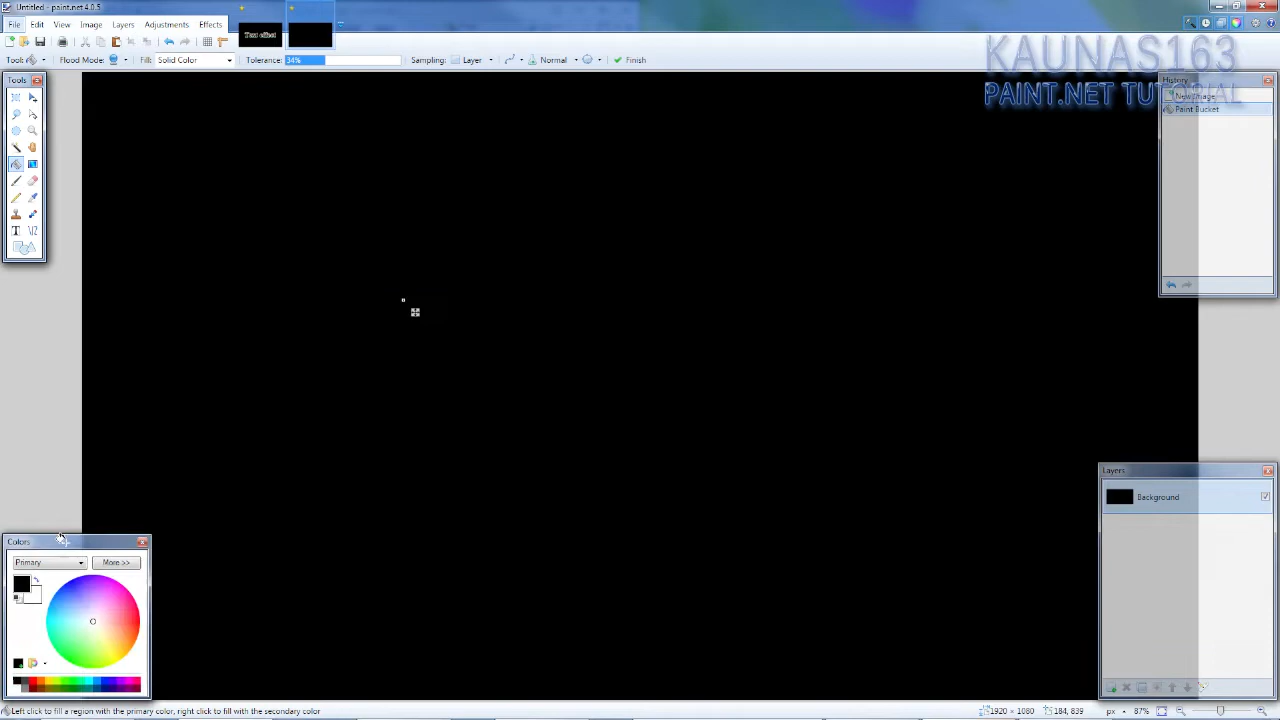 Untitled - paint.net 4.0.5
File Edit View Image Layers Adjustments Effects
Text effect
KAUNAS163
PAINT.NET TUTORIAL
Tool: Flood Mode: Fill: Solid Color Tolerance: 34% Sampling: Layer Normal Finish
Tools
History
New Image
Paint Bucket
Layers
Background
Colors
Primary More >>
Left click to fill a region with the primary color, right click to fill with the secondary color
1920 × 1080 184, 839 px 87%